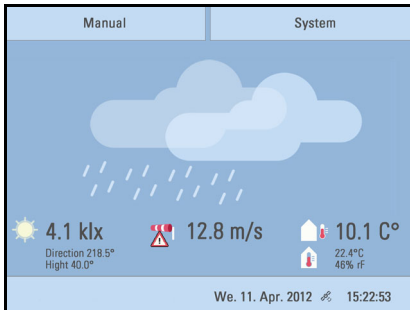 Manual
System
4.1 klx
12.8 m/s
10.1 C°
Direction 218.5°
Hight 40.0°
22.4°C
46% rF
We. 11. Apr. 2012
15:22:53